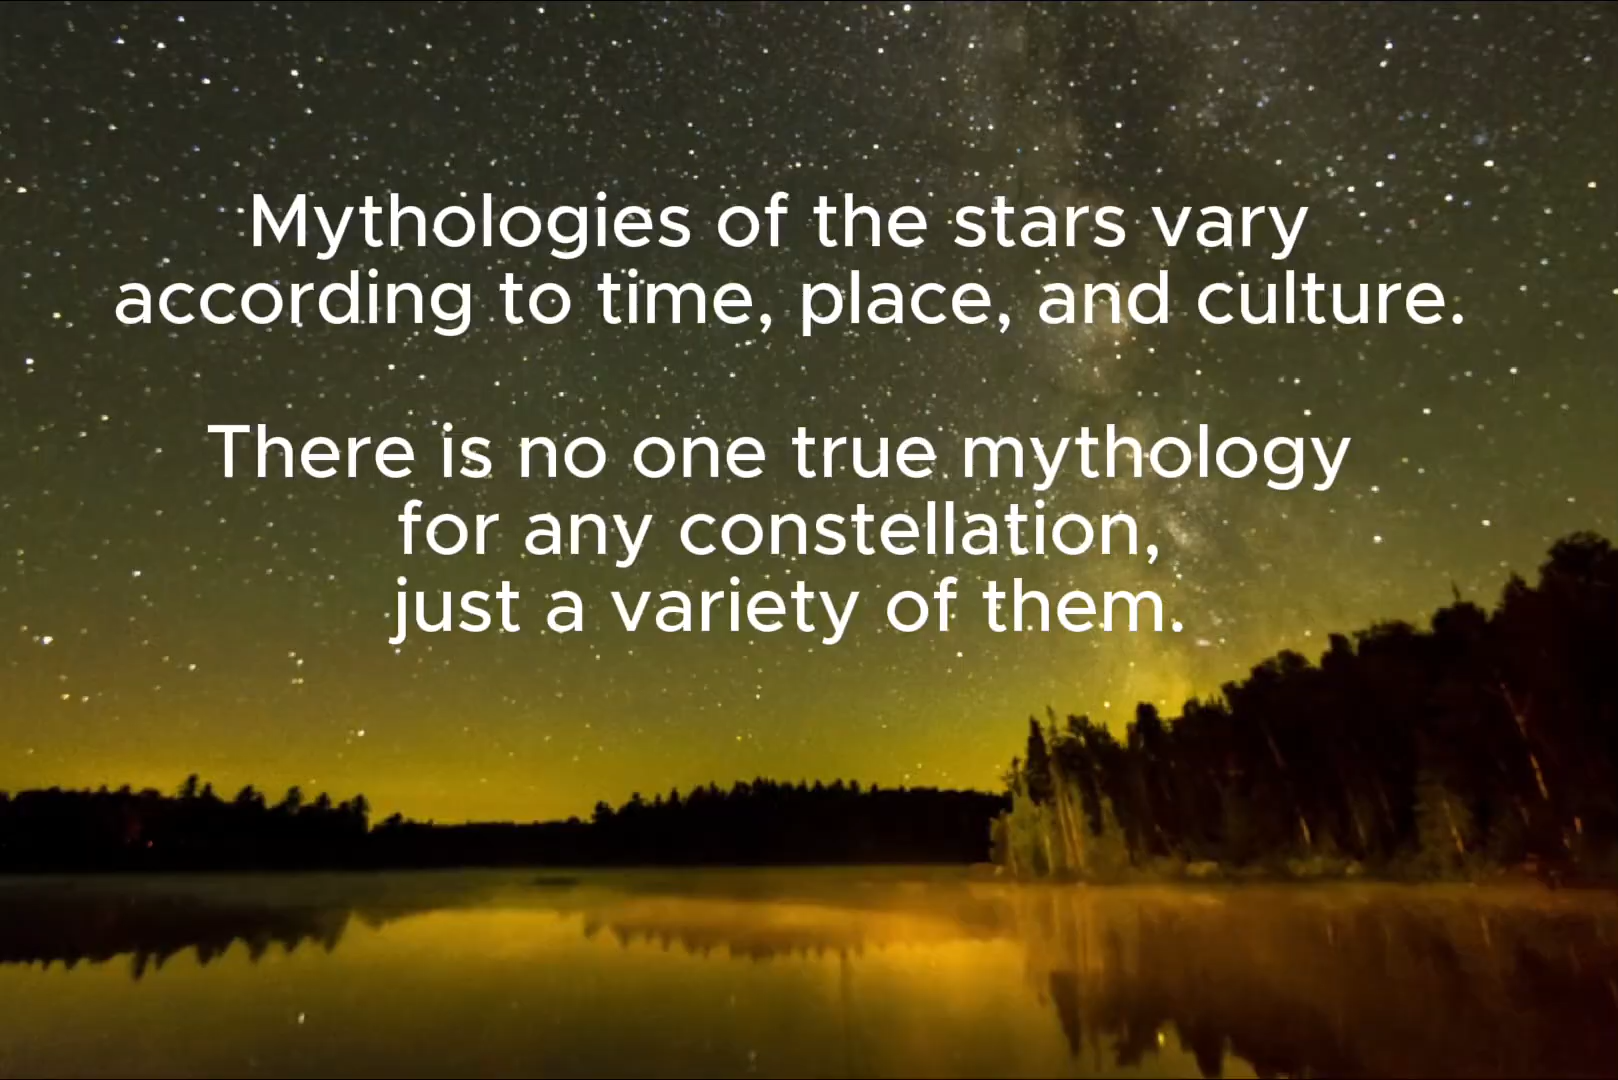 Mythologies of the stars vary
according to time, place, and culture.
There is no one true mythology
for any constellation,
just a variety of them.